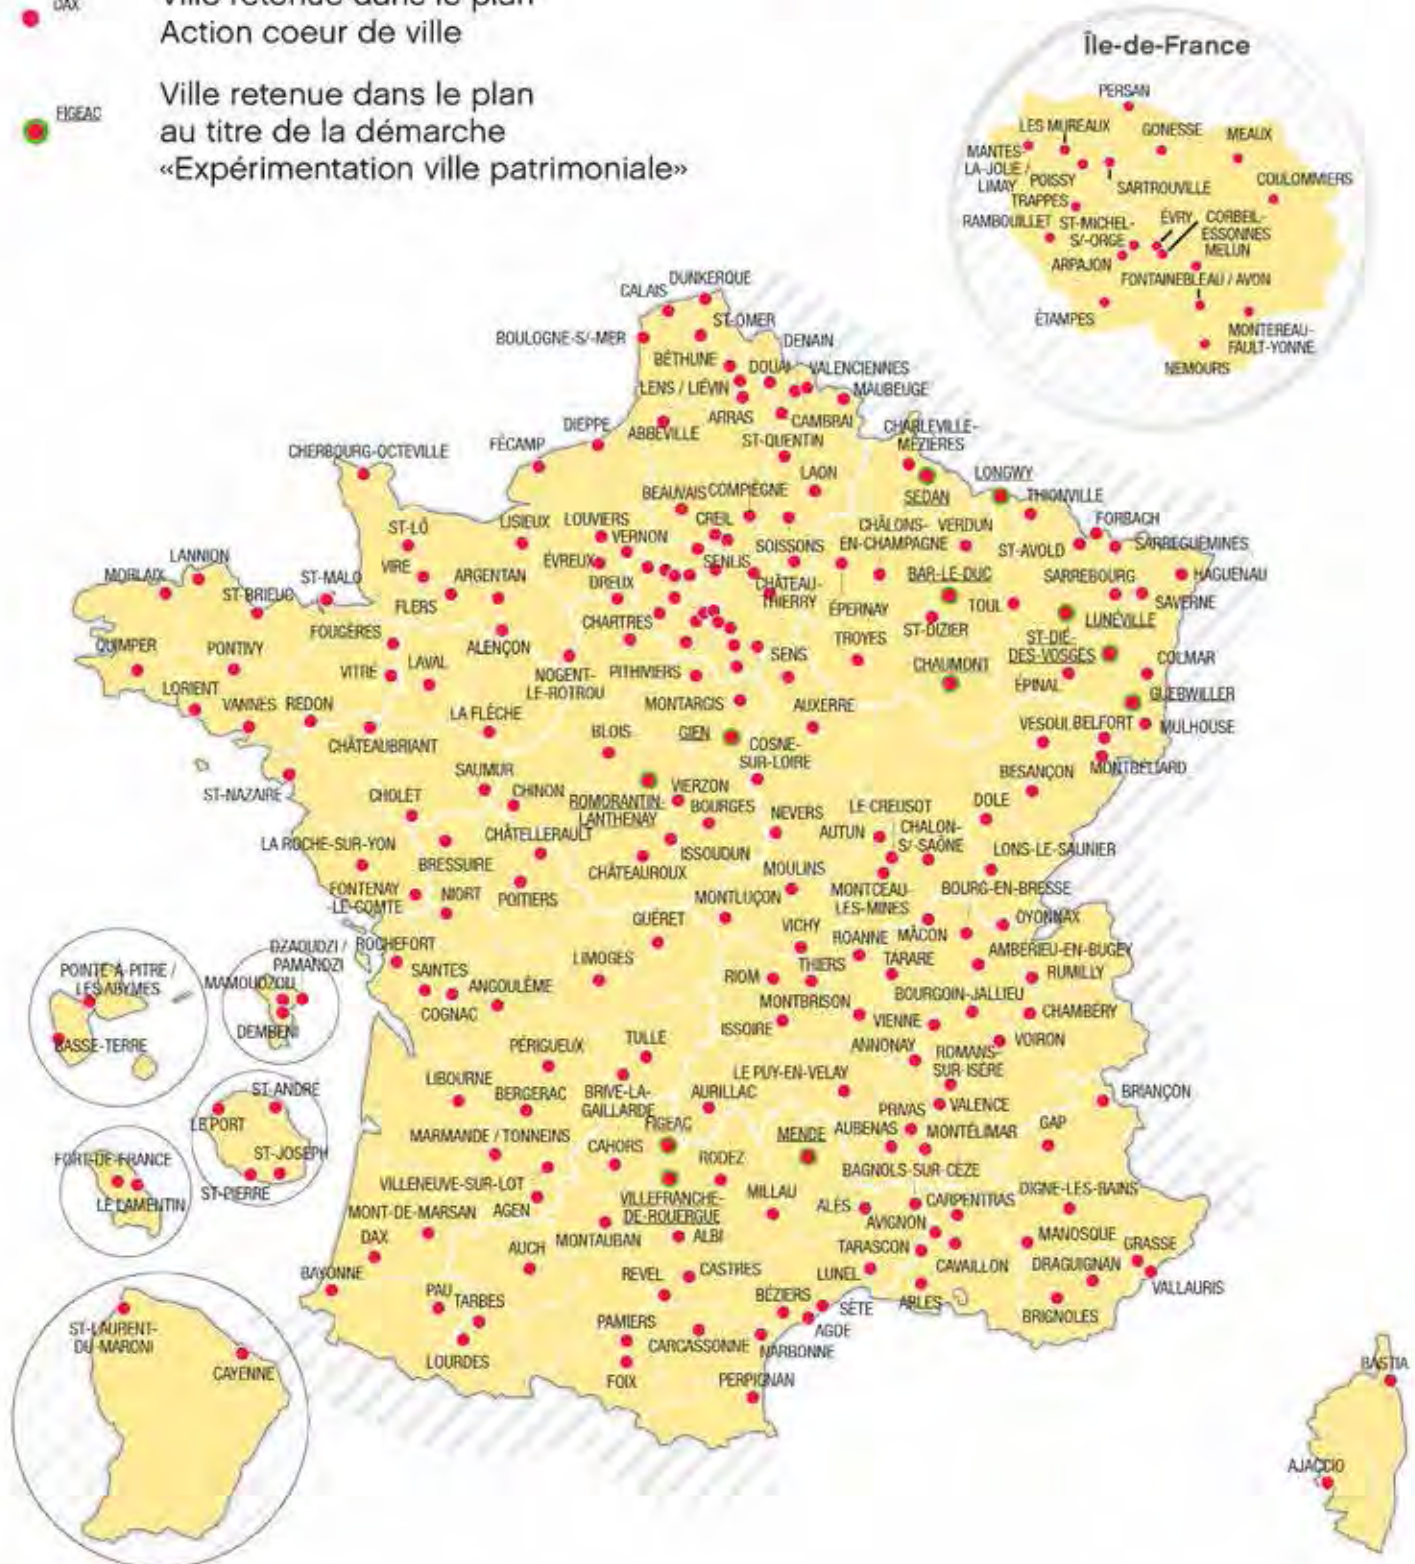 DAX
Ville retenue dans le plan
Action coeur de ville
FIGEAC
Ville retenue dans le plan
au titre de la démarche
«Expérimentation ville patrimoniale»
Île-de-France
PERSAN
LES MUREAUX
GONESSE
MEAUX
MANTES-
LA-JOLIE /
LIMAY
POISSY
SARTROUVILLE
COULOMMIERS
TRAPPES
RAMBOUILLET
ST-MICHEL-
S/-ORGE
ÉVRY
CORBEIL-
ESSONNES
MELUN
ARPAJON
FONTAINEBLEAU / AVON
ÉTAMPES
MONTEREAU-
FAULT-YONNE
NEMOURS
DUNKERQUE
CALAIS
ST-OMER
BOULOGNE-S/-MER
DENAIN
BÉTHUNE
DOUAI
VALENCIENNES
LENS / LIÉVIN
MAUBEUGE
ARRAS
CAMBRAI
DIEPPE
ABBEVILLE
CHARLEVILLE-
MÉZIÈRES
FÉCAMP
ST-QUENTIN
CHERBOURG-OCTEVILLE
LAON
LONGWY
BEAUVAIS
COMPIÈGNE
SEDAN
THIONVILLE
ST-LÔ
LISIEUX
LOUVIERS
CREIL
CHÂLONS-
EN-CHAMPAGNE
VERDUN
FORBACH
VERNON
SOISSONS
ST-AVOLD
SARREGUEMINES
LANNION
VIRE
ÉVREUX
SENLIS
MORLAIX
ST-MALO
ARGENTAN
DREUX
CHÂTEAU-
THIERRY
BAR-LE-DUC
SARREBOURG
HAGUENAU
ST-BRIEUC
FLERS
ÉPERNAY
TOUL
SAVERNE
FOUGÈRES
CHARTRES
LUNÉVILLE
QUIMPER
PONTIVY
ALENÇON
TROYES
ST-DIZIER
ST-DIÉ-
DES-VOSGES
VITRÉ
LAVAL
NOGENT-
LE-ROTROU
PITHIVIERS
SENS
CHAUMONT
COLMAR
LORIENT
ÉPINAL
GUEBWILLER
VANNES
REDON
LA FLÈCHE
MONTARGIS
AUXERRE
CHÂTEAUBRIANT
BLOIS
GIEN
VESOUL
BELFORT
MULHOUSE
COSNE-
SUR-LOIRE
BESANÇON
MONTBÉLIARD
ST-NAZAIRE
SAUMUR
CHOLET
CHINON
VIERZON
ROMORANTIN-
LANTHENAY
BOURGES
NEVERS
LE CREUSOT
DOLE
LA ROCHE-SUR-YON
CHÂTELLERAULT
AUTUN
CHALON-
S/-SAÔNE
BRESSUIRE
ISSOUDUN
LONS-LE-SAUNIER
CHÂTEAUROUX
MOULINS
FONTENAY
-LE-COMTE
NIORT
POITIERS
MONTLUÇON
MONTCEAU-
LES-MINES
BOURG-EN-BRESSE
GUÉRET
OYONNAX
VICHY
ROANNE
MÂCON
ROCHEFORT
LIMOGES
AMBERIEU-EN-BUGEY
SAINTES
THIERS
TARARE
RUMILLY
ANGOULÊME
RIOM
COGNAC
MONTBRISON
BOURGOIN-JALLIEU
CHAMBÉRY
ISSOIRE
VIENNE
DZAOUDZI /
PAMANDZI
MAMOUDZOU
DEMBENI
POINTE-À-PITRE /
LES ABYMES
BASSE-TERRE
PÉRIGUEUX
TULLE
ANNONAY
ROMANS-
SUR-ISÈRE
VOIRON
LIBOURNE
BERGERAC
BRIVE-LA-
GAILLARDE
AURILLAC
LE PUY-EN-VELAY
BRIANÇON
PRIVAS
VALENCE
FIGEAC
MARMANDE / TONNEINS
CAHORS
MENDE
AUBENAS
MONTÉLIMAR
GAP
RODEZ
BAGNOLS-SUR-CÈZE
ST-ANDRÉ
LE PORT
ST-JOSEPH
ST-PIERRE
FORT-DE-FRANCE
LE LAMENTIN
VILLENEUVE-SUR-LOT
VILLEFRANCHE-
DE-ROUERGUE
MILLAU
ALÈS
CARPENTRAS
DIGNE-LES-BAINS
MONT-DE-MARSAN
AGEN
AVIGNON
DAX
AUCH
MONTAUBAN
ALBI
TARASCON
MANOSQUE
GRASSE
BAYONNE
REVEL
CASTRES
LUNEL
CAVAILLON
DRAGUIGNAN
VALLAURIS
PAU
TARBES
BÉZIERS
SÈTE
ARLES
BRIGNOLES
PAMIERS
CARCASSONNE
AGDE
NARBONNE
LOURDES
FOIX
PERPIGNAN
ST-LAURENT-
DU-MARONI
CAYENNE
BASTIA
AJACCIO